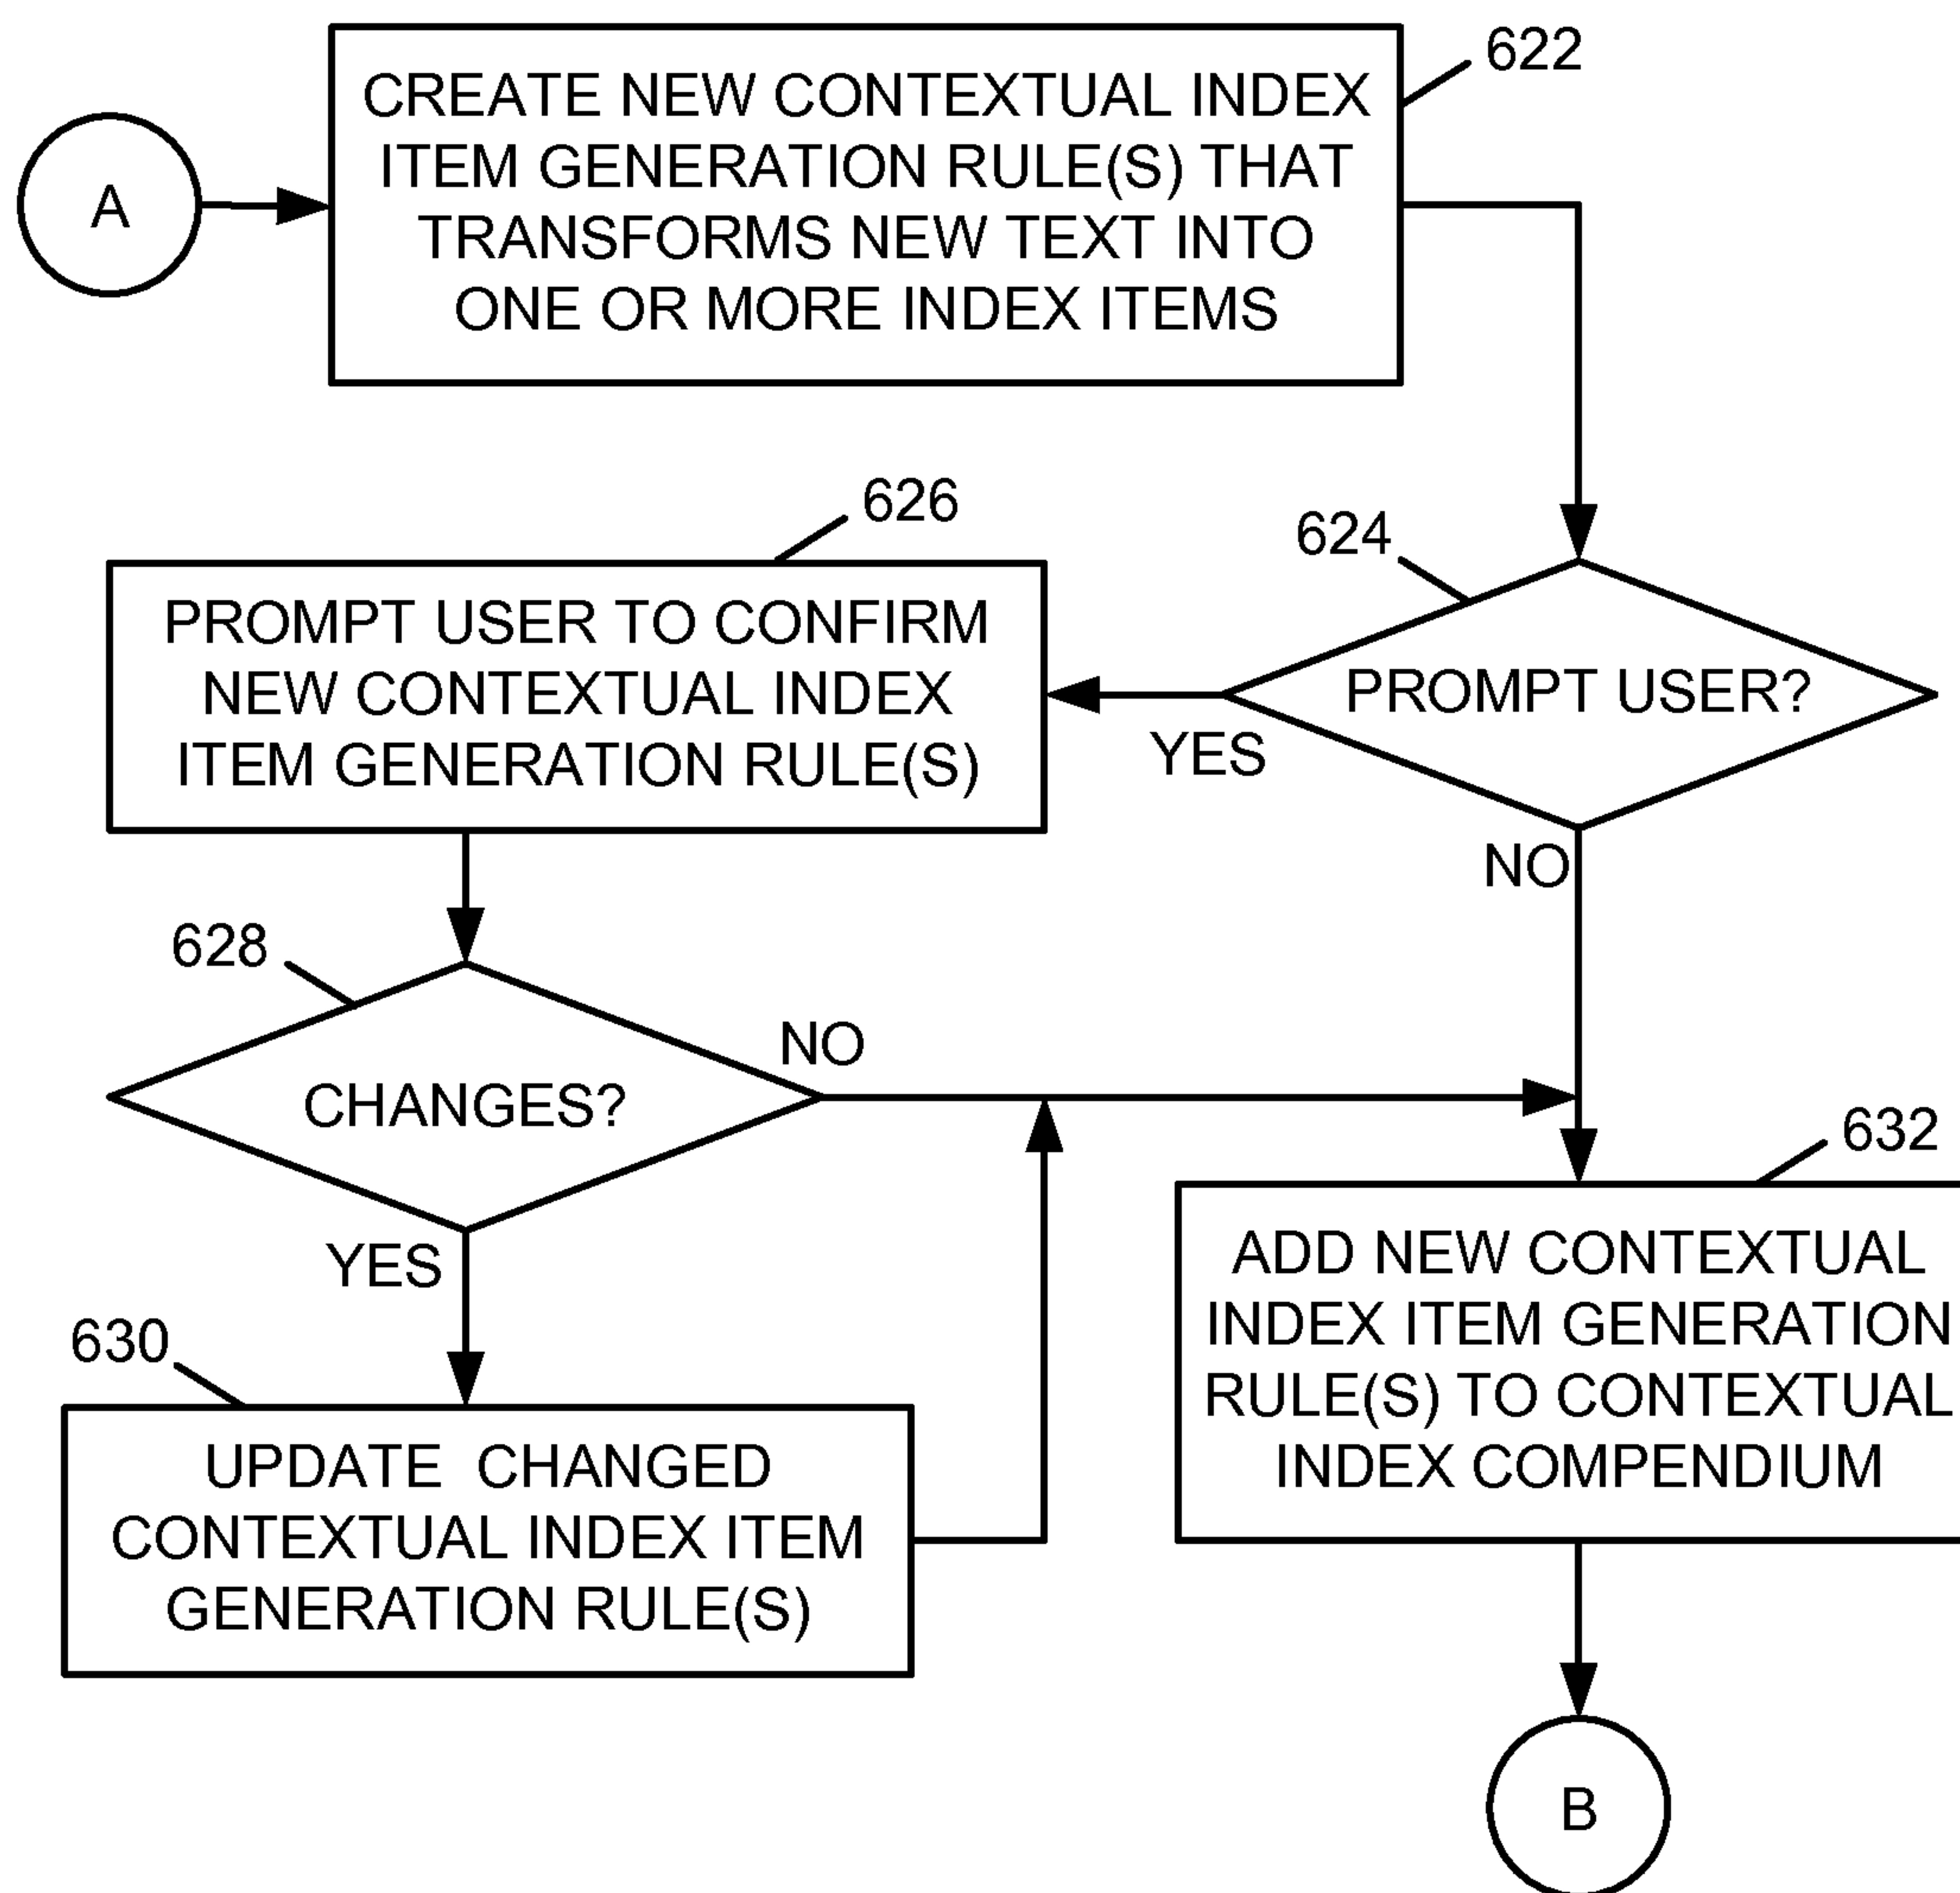 622
CREATE NEW CONTEXTUAL INDEX
ITEM GENERATION RULE(S) THAT
TRANSFORMS NEW TEXT INTO
ONE OR MORE INDEX ITEMS
A
626
624
PROMPT USER TO CONFIRM
NEW CONTEXTUAL INDEX
ITEM GENERATION RULE(S)
PROMPT USER?
YES
NO
628
NO
CHANGES?
632
YES
ADD NEW CONTEXTUAL
INDEX ITEM GENERATION
RULE(S) TO CONTEXTUAL
INDEX COMPENDIUM
630
UPDATE CHANGED
CONTEXTUAL INDEX ITEM
GENERATION RULE(S)
B